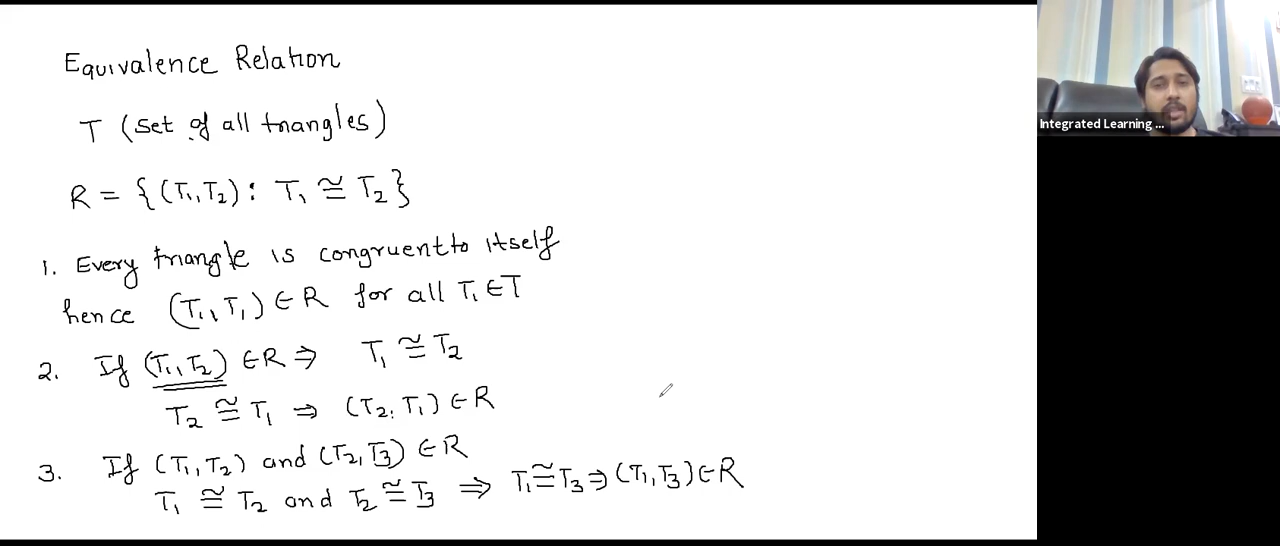 Equivalence Relation
T (set of all triangles)
R = {(T₁,T₂): T₁ ≅ T₂}
1. Every triangle is congruent to itself
hence (T₁, T₁) ∈ R for all T₁ ∈ T
2. If (T₁,T₂) ∈ R ⇒ T₁ ≅ T₂
T₂ ≅ T₁ ⇒ (T₂, T₁) ∈ R
3. If (T₁,T₂) and (T₂,T₃) ∈ R
T₁ ≅ T₂ and T₂ ≅ T₃ ⇒ T₁ ≅ T₃ ⇒ (T₁,T₃) ∈ R
Integrated Learning ...